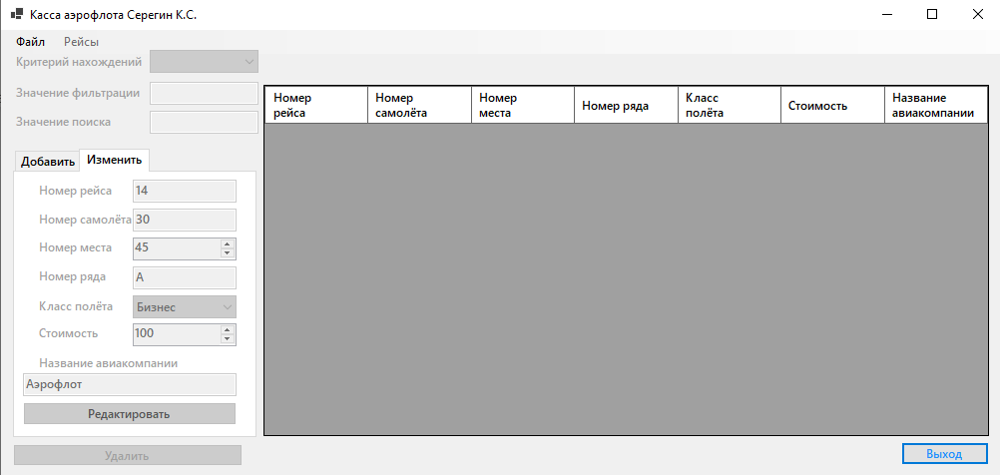 Касса аэрофлота Серегин К.С.
Файл Рейсы
Критерий нахождений
Значение фильтрации
Значение поиска
Номер рейса
Номер самолёта
Номер места
Номер ряда
Класс полёта
Стоимость
Название авиакомпании
Добавить Изменить
Номер рейса 14
Номер самолёта 30
Номер места 45
Номер ряда А
Класс полёта Бизнес
Стоимость 100
Название авиакомпании
Аэрофлот
Редактировать
Удалить
Выход